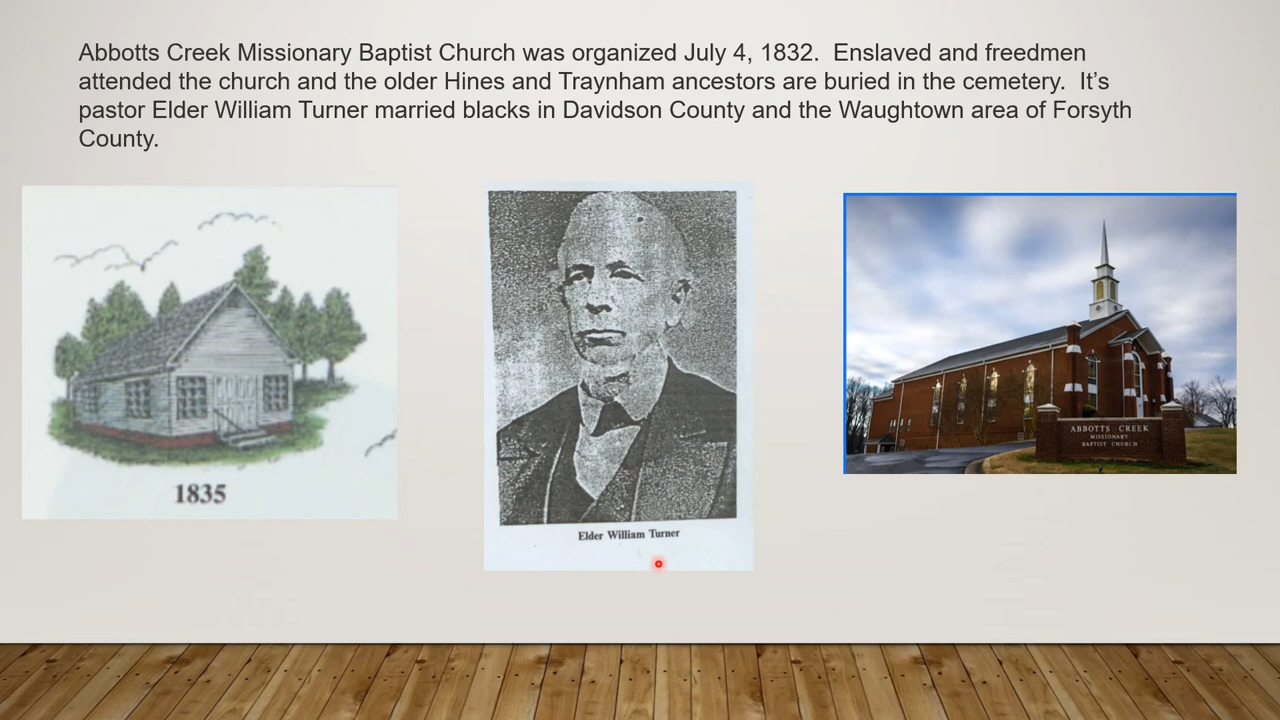 Abbotts Creek Missionary Baptist Church was organized July 4, 1832.  Enslaved and freedmen
attended the church and the older Hines and Traynham ancestors are buried in the cemetery.  It’s
pastor Elder William Turner married blacks in Davidson County and the Waughtown area of Forsyth
County.
1835
Elder William Turner
ABBOTTS CREEK
MISSIONARY
BAPTIST CHURCH